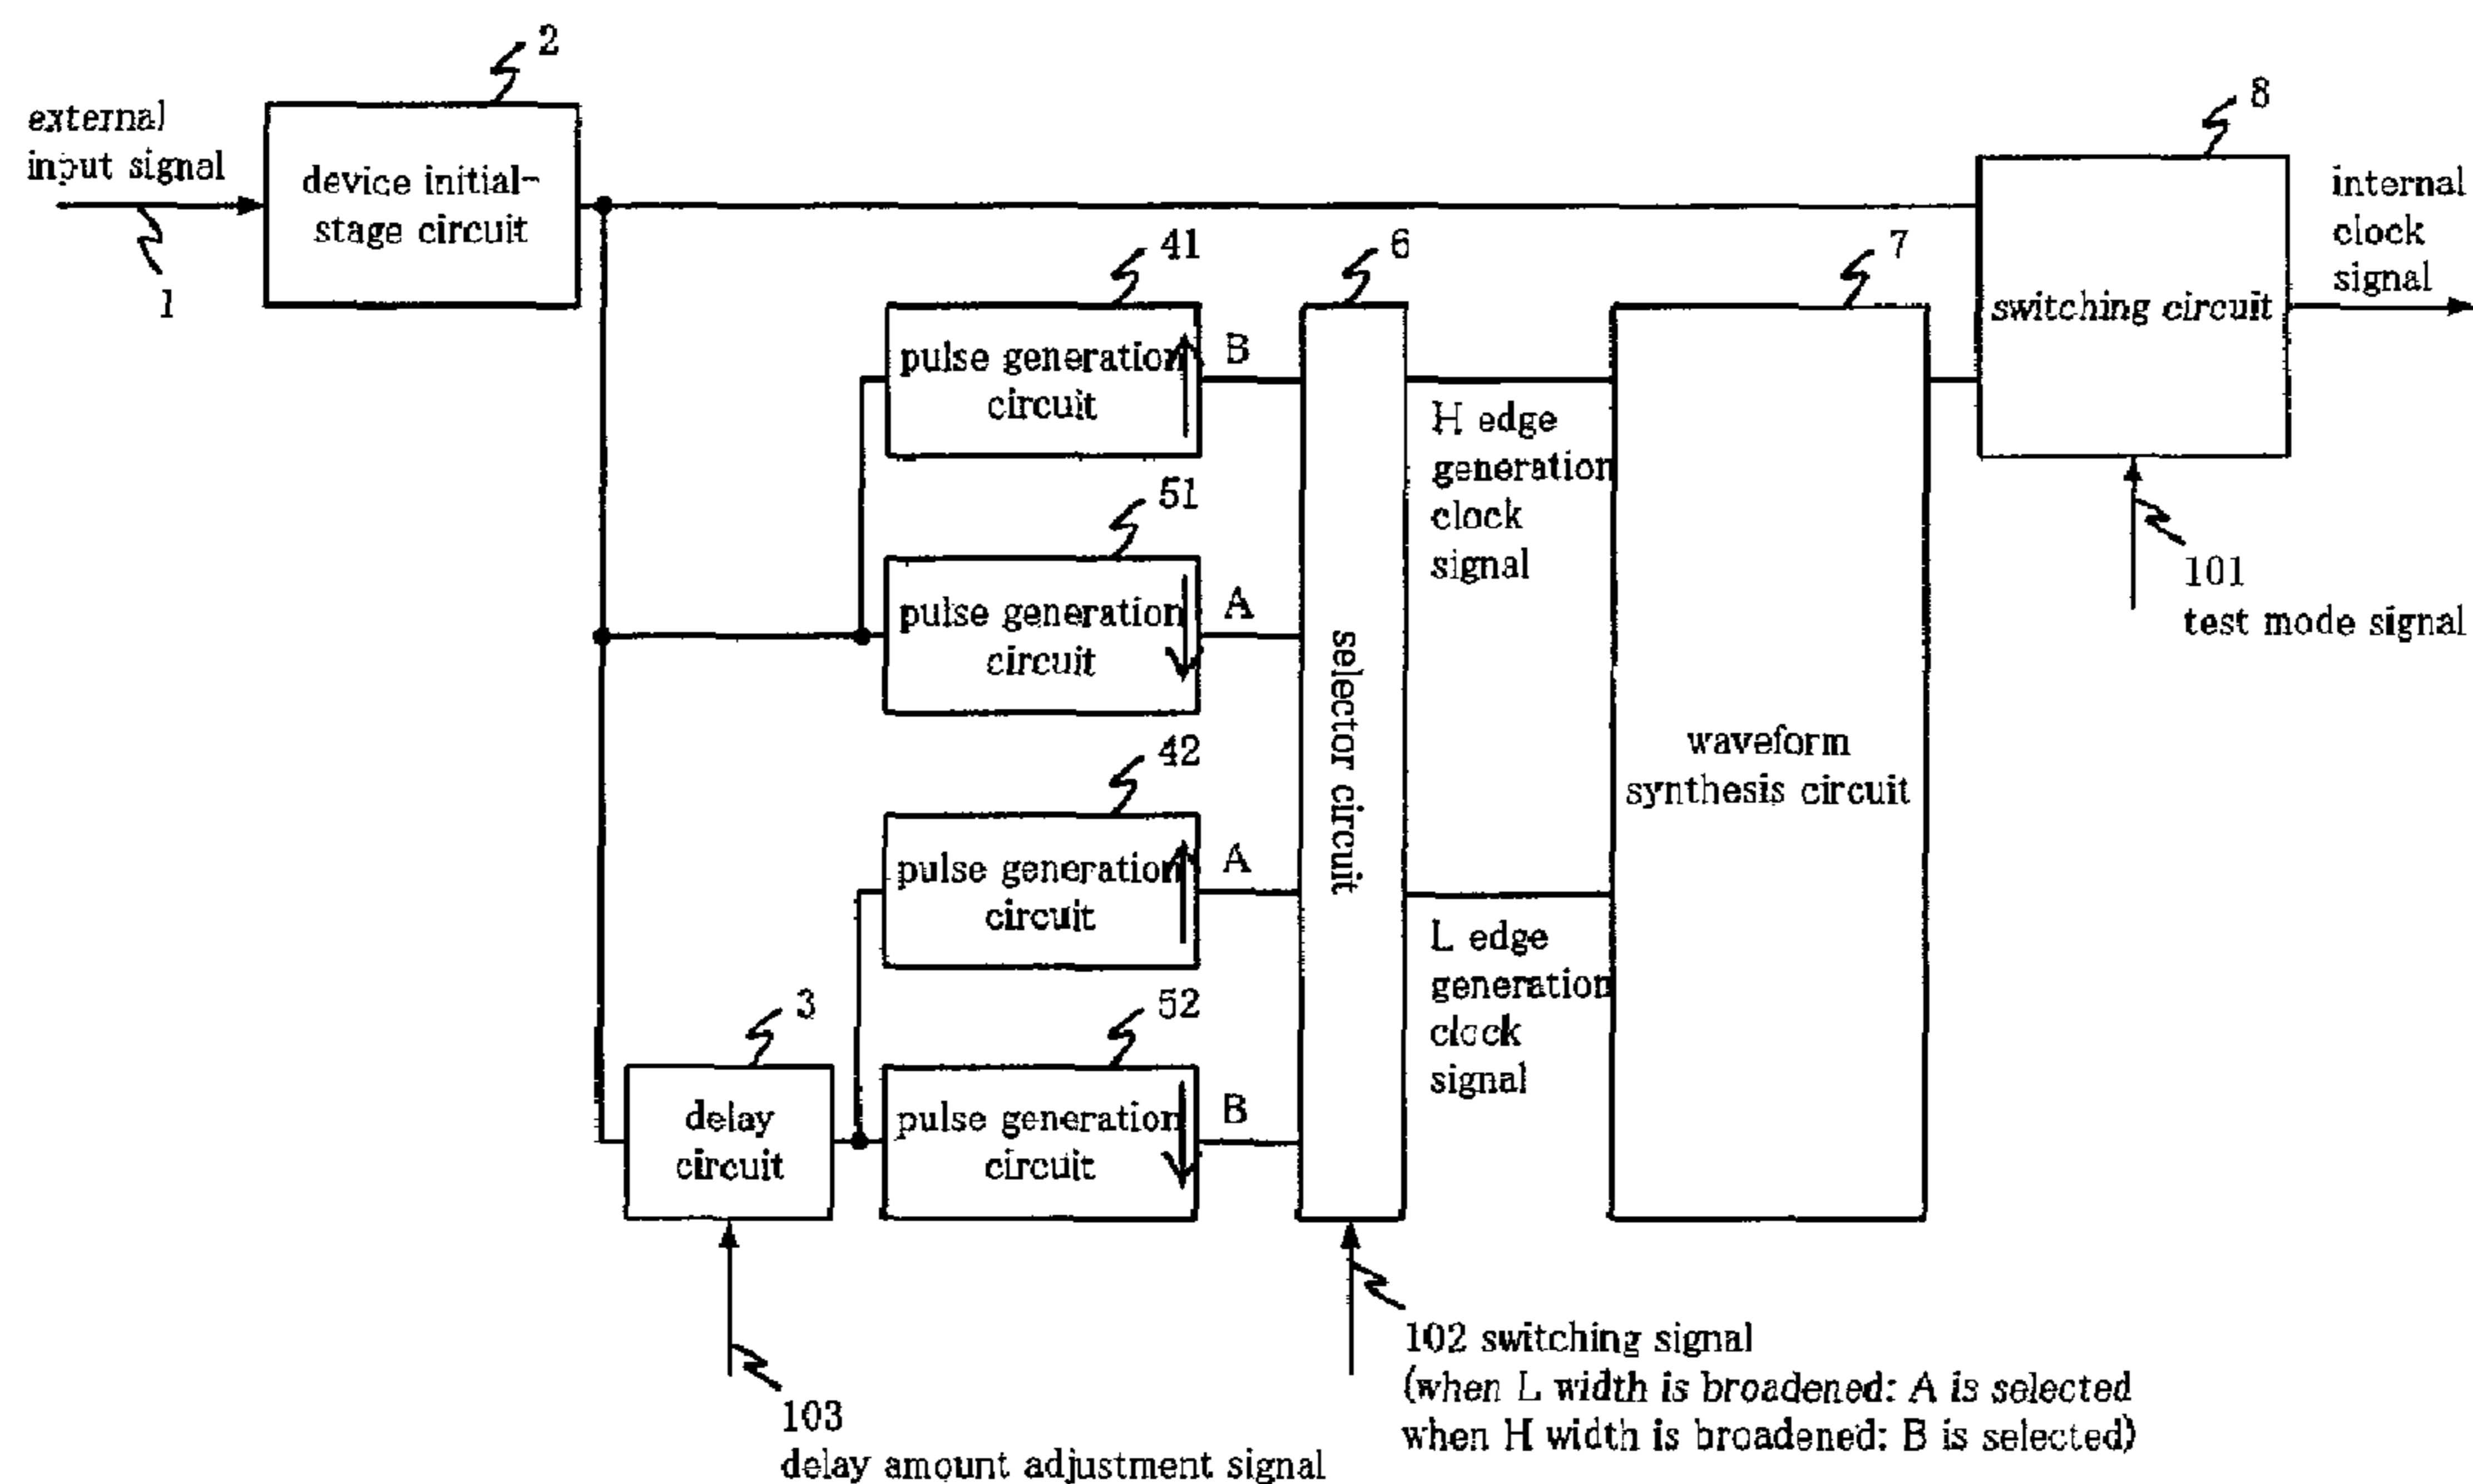 2
external
input signal
device initial-
stage circuit
1
8
internal
clock
signal
switching circuit
101
test mode signal
41
pulse generation
circuit
B
51
pulse generation
circuit
A
42
pulse generation
circuit
A
52
pulse generation
circuit
B
3
delay
circuit
103
delay amount adjustment signal
6
selector circuit
H edge
generation
clock
signal
L edge
generation
clock
signal
7
waveform
synthesis circuit
102 switching signal
(when L width is broadened: A is selected
when H width is broadened: B is selected)